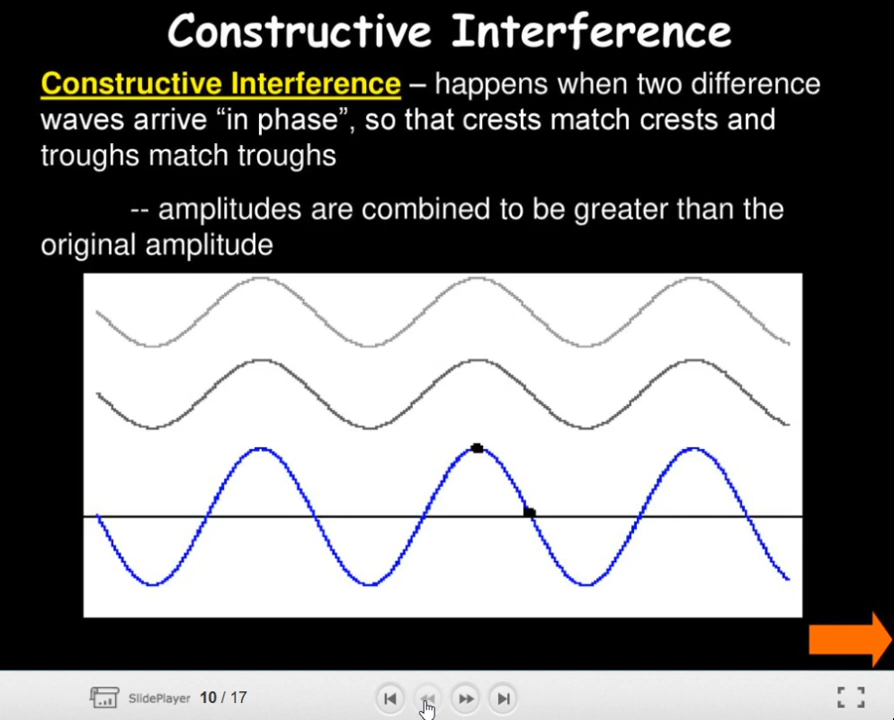 Constructive Interference
Constructive Interference – happens when two difference
waves arrive “in phase”, so that crests match crests and
troughs match troughs
-- amplitudes are combined to be greater than the
original amplitude
SlidePlayer 10 / 17